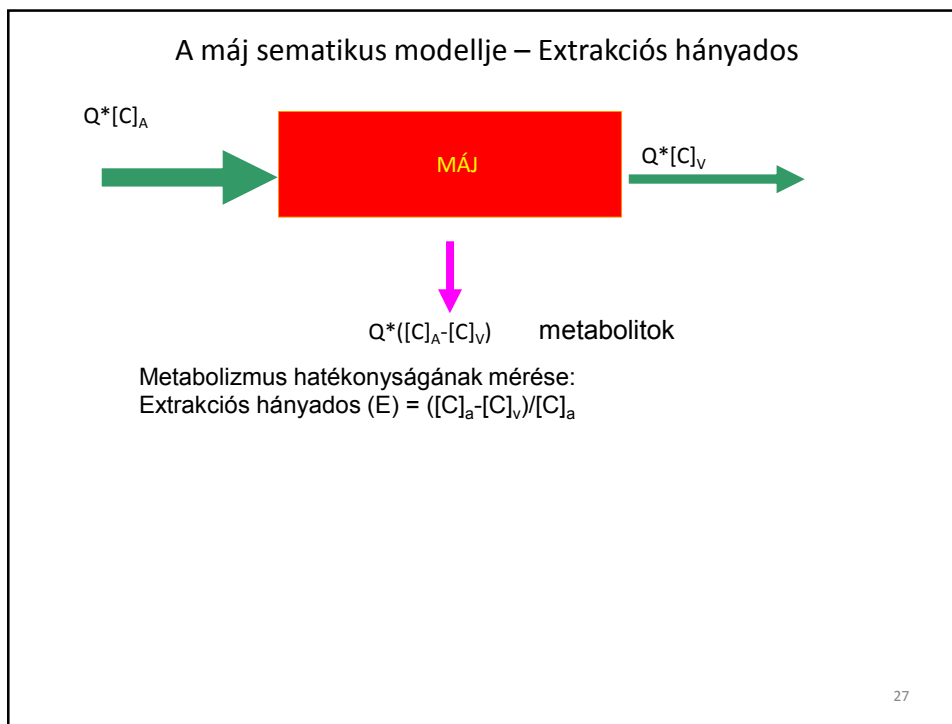 A máj sematikus modellje – Extrakciós hányados
Q*[C]A
MÁJ
Q*[C]V
Q*([C]A-[C]V) metabolitok
Metabolizmus hatékonyságának mérése:
Extrakciós hányados (E) = ([C]a-[C]v)/[C]a
27